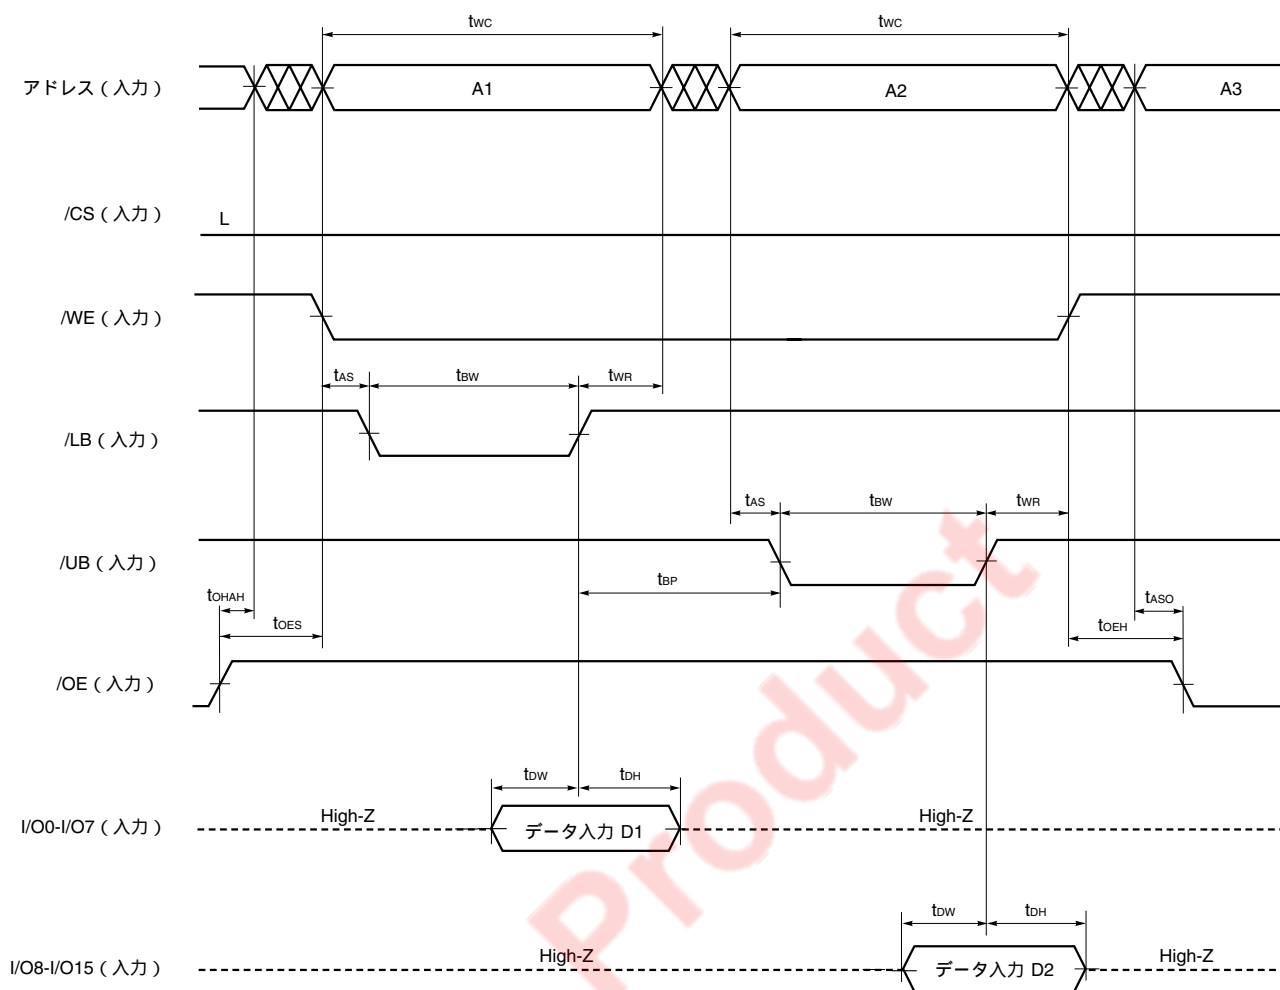 tWC tWC
アドレス（入力） A1 A2 A3
/CS（入力） L
/WE（入力）
tAS tBW tWR
/LB（入力）
tAS tBW tWR
/UB（入力）
tBP
tOHAH tASO
tOES tOEH
/OE（入力）
tDW tDH
I/O0-I/O7（入力） High-Z データ入力 D1 High-Z
tDW tDH
I/O8-I/O15（入力） High-Z データ入力 D2 High-Z
Product